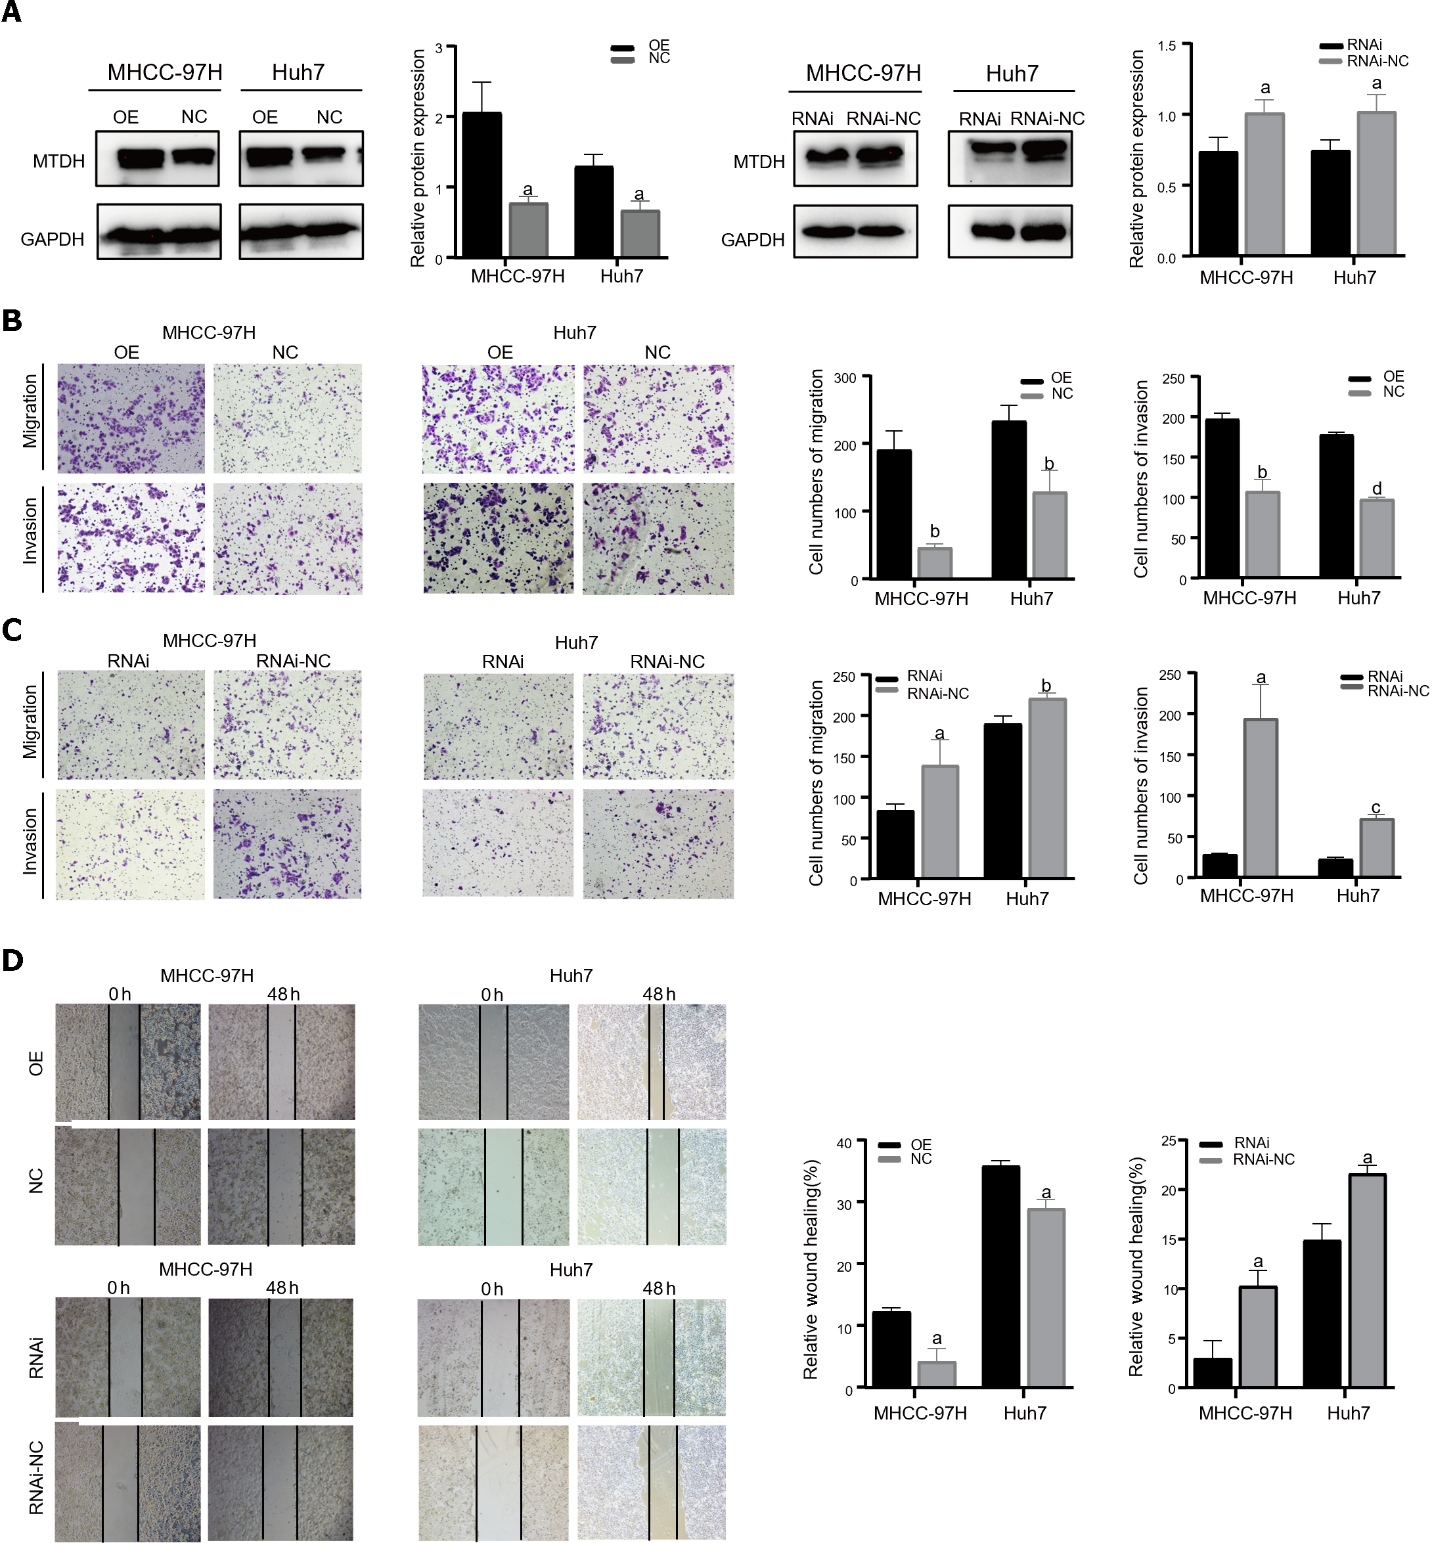 A
MHCC-97H
Huh7
OE
NC
OE
NC
MTDH
GAPDH
Relative protein expression
3
2
1
0
OE
NC
a
a
MHCC-97H
Huh7
MHCC-97H
Huh7
RNAi
RNAi-NC
RNAi
RNAi-NC
MTDH
GAPDH
Relative protein expression
1.5
1.0
0.5
0.0
RNAi
RNAi-NC
a
a
MHCC-97H
Huh7
B
MHCC-97H
Huh7
OE
NC
OE
NC
Migration
Invasion
Cell numbers of migration
300
200
100
0
OE
NC
b
b
MHCC-97H
Huh7
Cell numbers of invasion
250
200
150
100
50
0
OE
NC
b
d
MHCC-97H
Huh7
C
MHCC-97H
Huh7
RNAi
RNAi-NC
RNAi
RNAi-NC
Migration
Invasion
Cell numbers of migration
250
200
150
100
50
0
RNAi
RNAi-NC
a
b
MHCC-97H
Huh7
Cell numbers of invasion
250
200
150
100
50
0
RNAi
RNAi-NC
a
c
MHCC-97H
Huh7
D
MHCC-97H
Huh7
0 h
48 h
0 h
48 h
OE
NC
MHCC-97H
Huh7
0 h
48 h
0 h
48 h
RNAi
RNAi-NC
Relative wound healing(%)
40
30
20
10
0
OE
NC
a
a
MHCC-97H
Huh7
Relative wound healing(%)
25
20
15
10
5
0
RNAi
RNAi-NC
a
a
MHCC-97H
Huh7